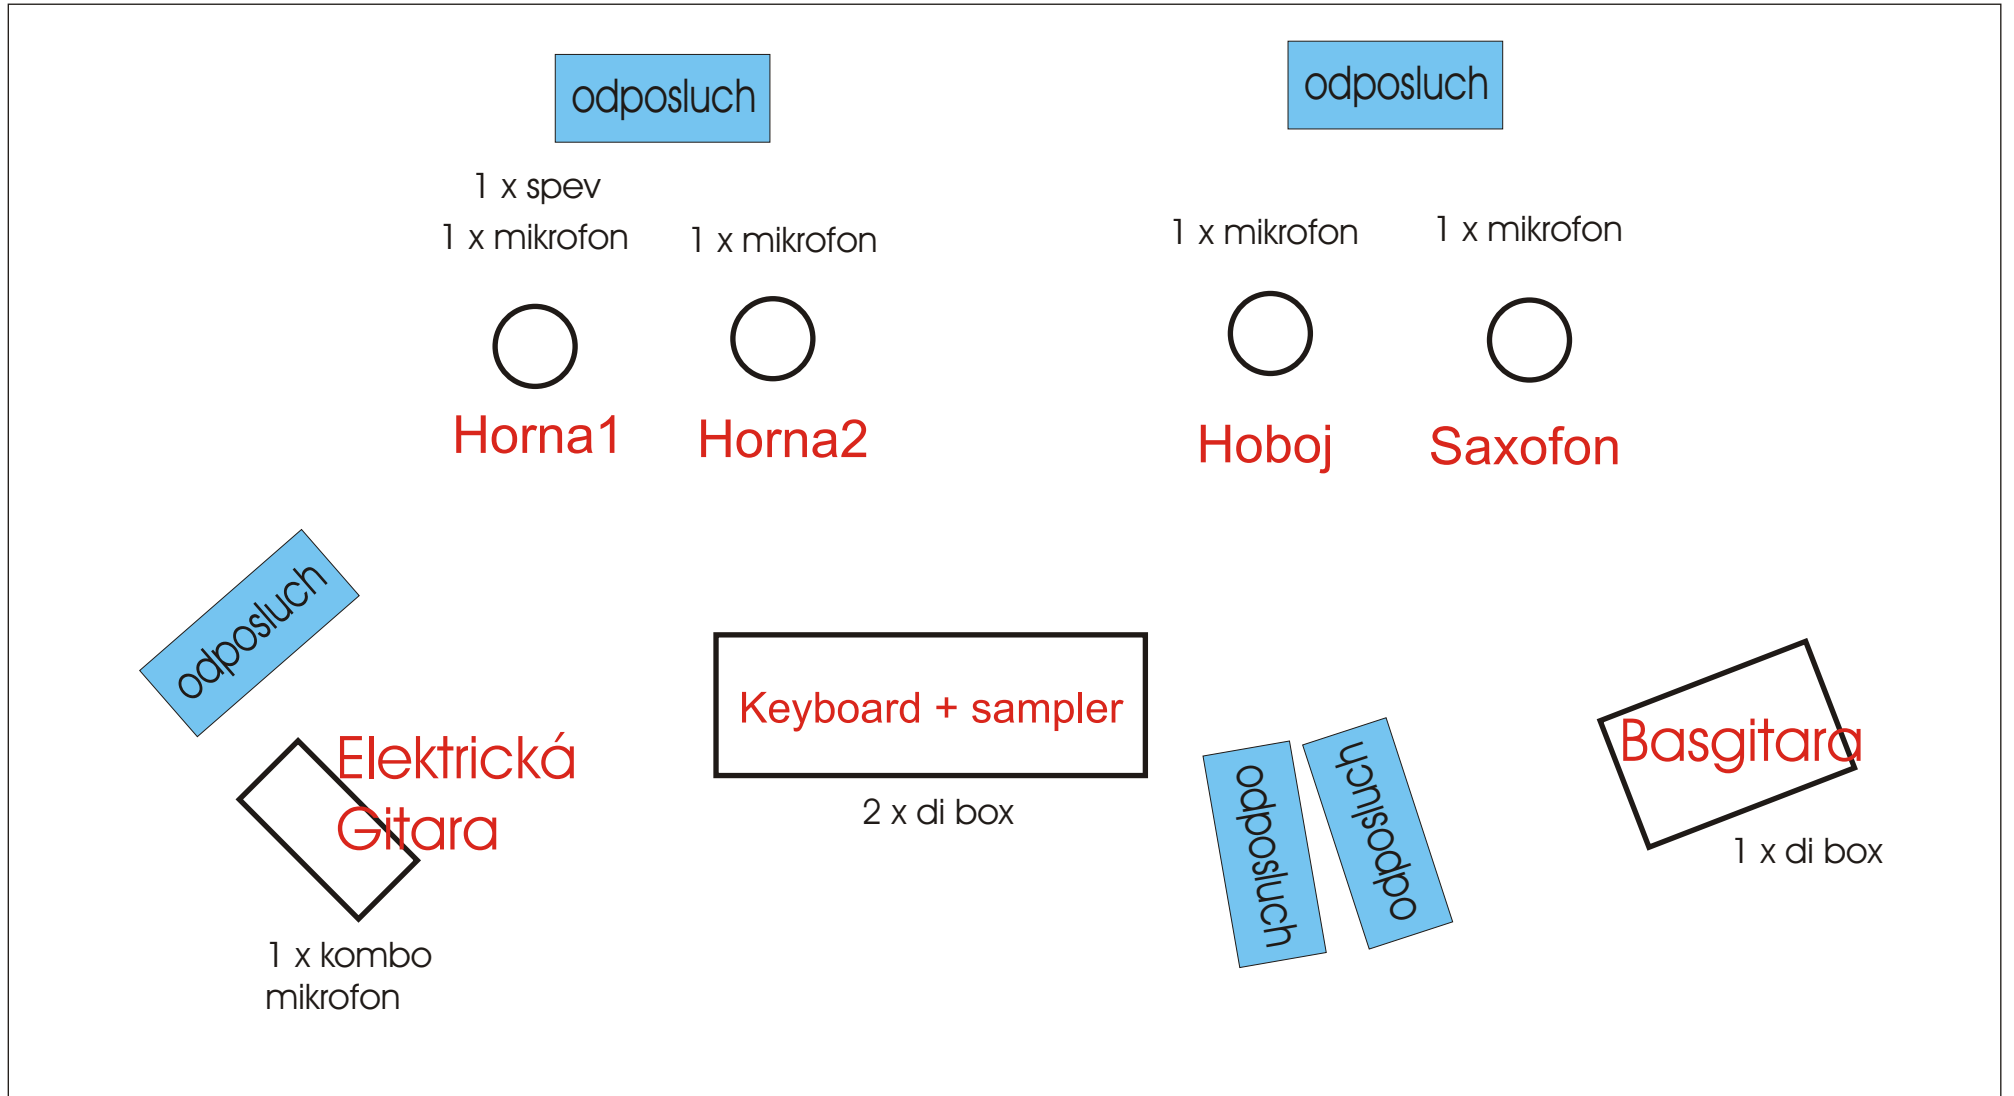 odposluch
odposluch
1 x spev
1 x mikrofon
1 x mikrofon
1 x mikrofon
1 x mikrofon
Horna1
Horna2
Hoboj
Saxofon
odposluch
Elektrická
Gitara
1 x kombo
mikrofon
Keyboard + sampler
2 x di box
odposluch
odposluch
Basgitara
1 x di box